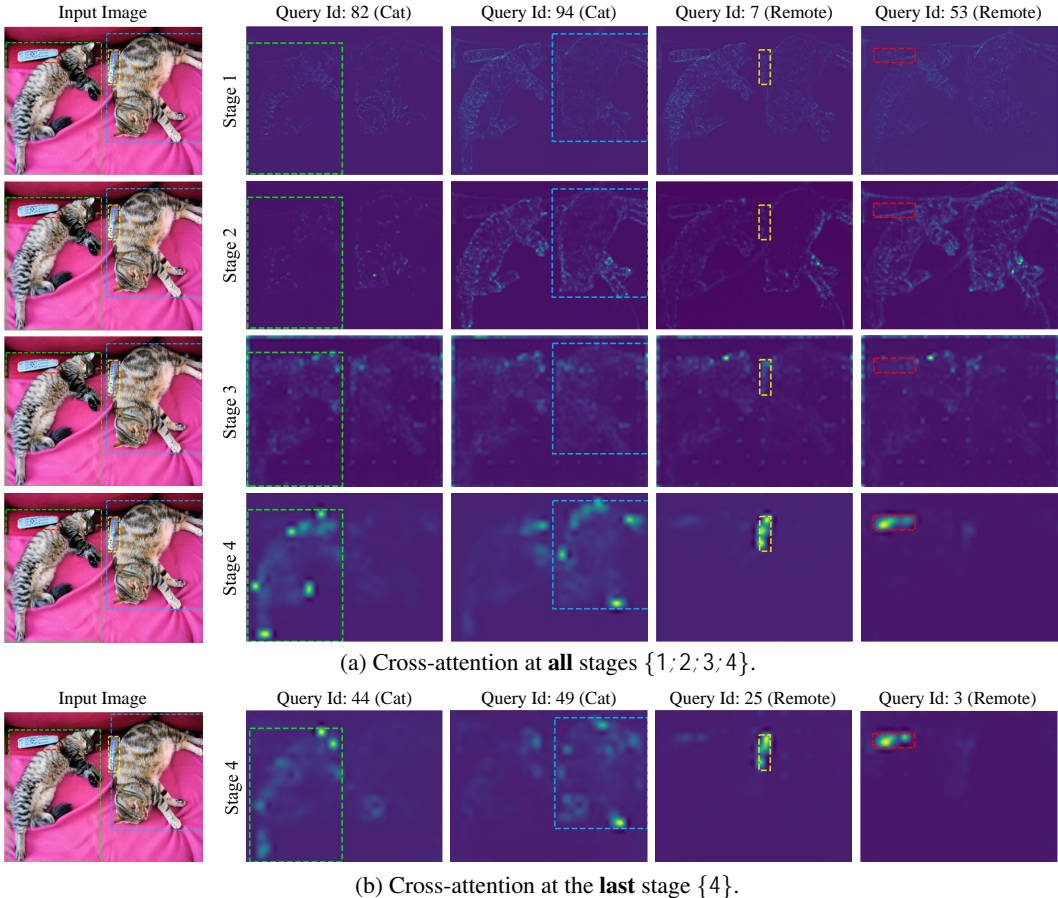 Input Image Query Id: 82 (Cat) Query Id: 94 (Cat) Query Id: 7 (Remote) Query Id: 53 (Remote)
Stage 1
Stage 2
Stage 3
Stage 4
(a) Cross-attention at all stages {1;2;3;4}.
Input Image Query Id: 44 (Cat) Query Id: 49 (Cat) Query Id: 25 (Remote) Query Id: 3 (Remote)
Stage 4
(b) Cross-attention at the last stage {4}.